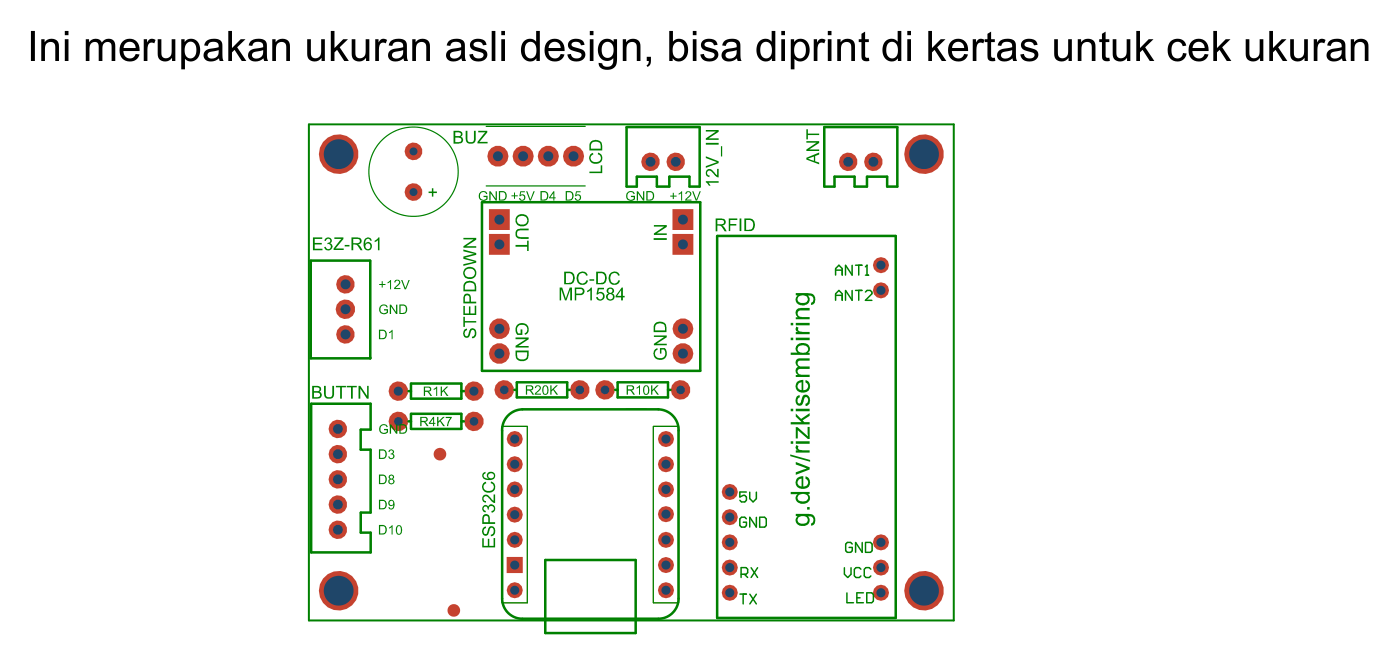 Ini merupakan ukuran asli design, bisa diprint di kertas untuk cek ukuran
BUZ
+
LCD
GND +5V D4 D5
12V_IN
GND +12V
ANT
E3Z-R61
+12V
GND
D1
STEPDOWN
OUT
IN
DC-DC
MP1584
GND
GND
RFID
ANT1
ANT2
g.dev/rizkisembiring
5V
GND
RX
TX
GND
VCC
LED
R1K
R20K
R10K
R4K7
BUTTN
GND
D3
D8
D9
D10
ESP32C6